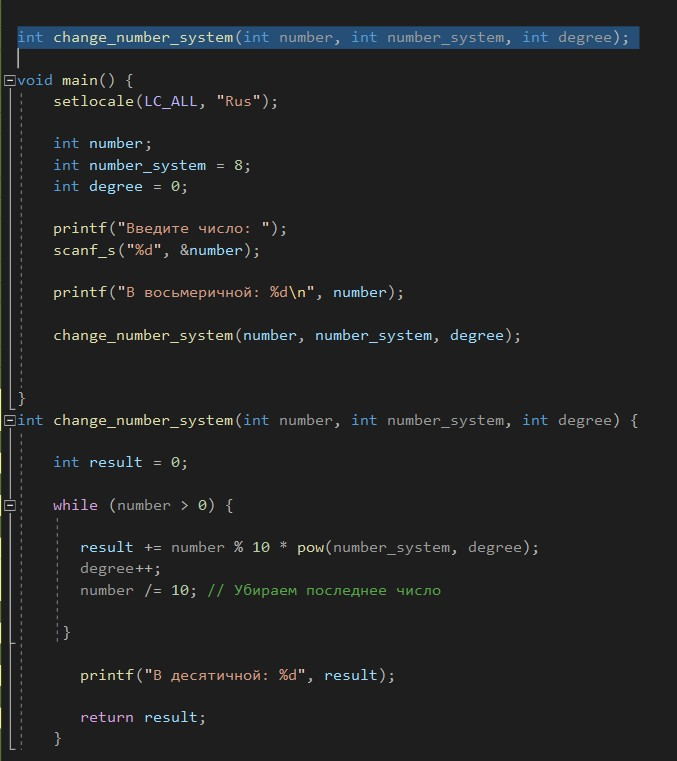 int change_number_system(int number, int number_system, int degree);
void main() {
setlocale(LC_ALL, "Rus");
int number;
int number_system = 8;
int degree = 0;
printf("Введите число: ");
scanf_s("%d", &number);
printf("В восьмеричной: %d\n", number);
change_number_system(number, number_system, degree);
}
int change_number_system(int number, int number_system, int degree) {
int result = 0;
while (number > 0) {
result += number % 10 * pow(number_system, degree);
degree++;
number /= 10; // Убираем последнее число
}
printf("В десятичной: %d", result);
return result;
}